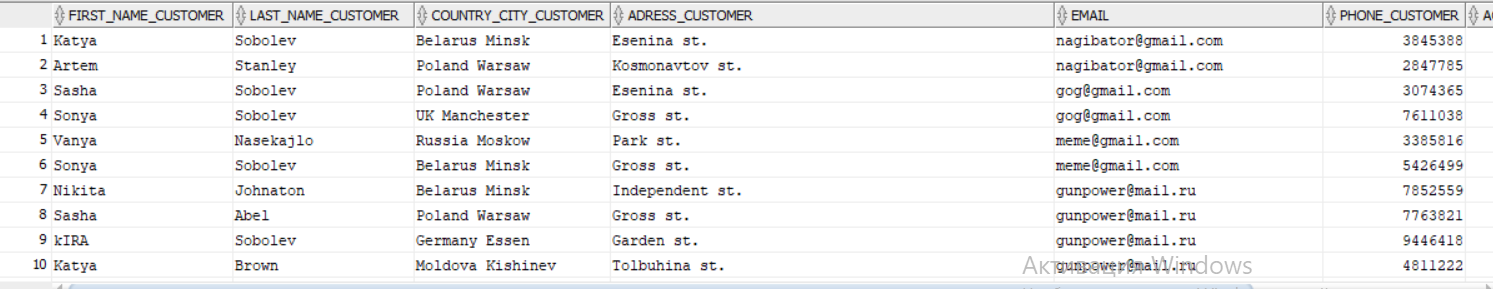 FIRST_NAME_CUSTOMER LAST_NAME_CUSTOMER COUNTRY_CITY_CUSTOMER ADRESS_CUSTOMER EMAIL PHONE_CUSTOMER
1 Katya Sobolev Belarus Minsk Esenina st. nagibator@gmail.com 3845388
2 Artem Stanley Poland Warsaw Kosmonavtov st. nagibator@gmail.com 2847785
3 Sasha Sobolev Poland Warsaw Esenina st. gog@gmail.com 3074365
4 Sonya Sobolev UK Manchester Gross st. gog@gmail.com 7611038
5 Vanya Nasekajlo Russia Moskow Park st. meme@gmail.com 3385816
6 Sonya Sobolev Belarus Minsk Gross st. meme@gmail.com 5426499
7 Nikita Johnaton Belarus Minsk Independent st. gunpower@mail.ru 7852559
8 Sasha Abel Poland Warsaw Gross st. gunpower@mail.ru 7763821
9 kIRA Sobolev Germany Essen Garden st. gunpower@mail.ru 9446418
10 Katya Brown Moldova Kishinev Tolbuhina st. gunpower@mail.ru 4811222
Активация Windows